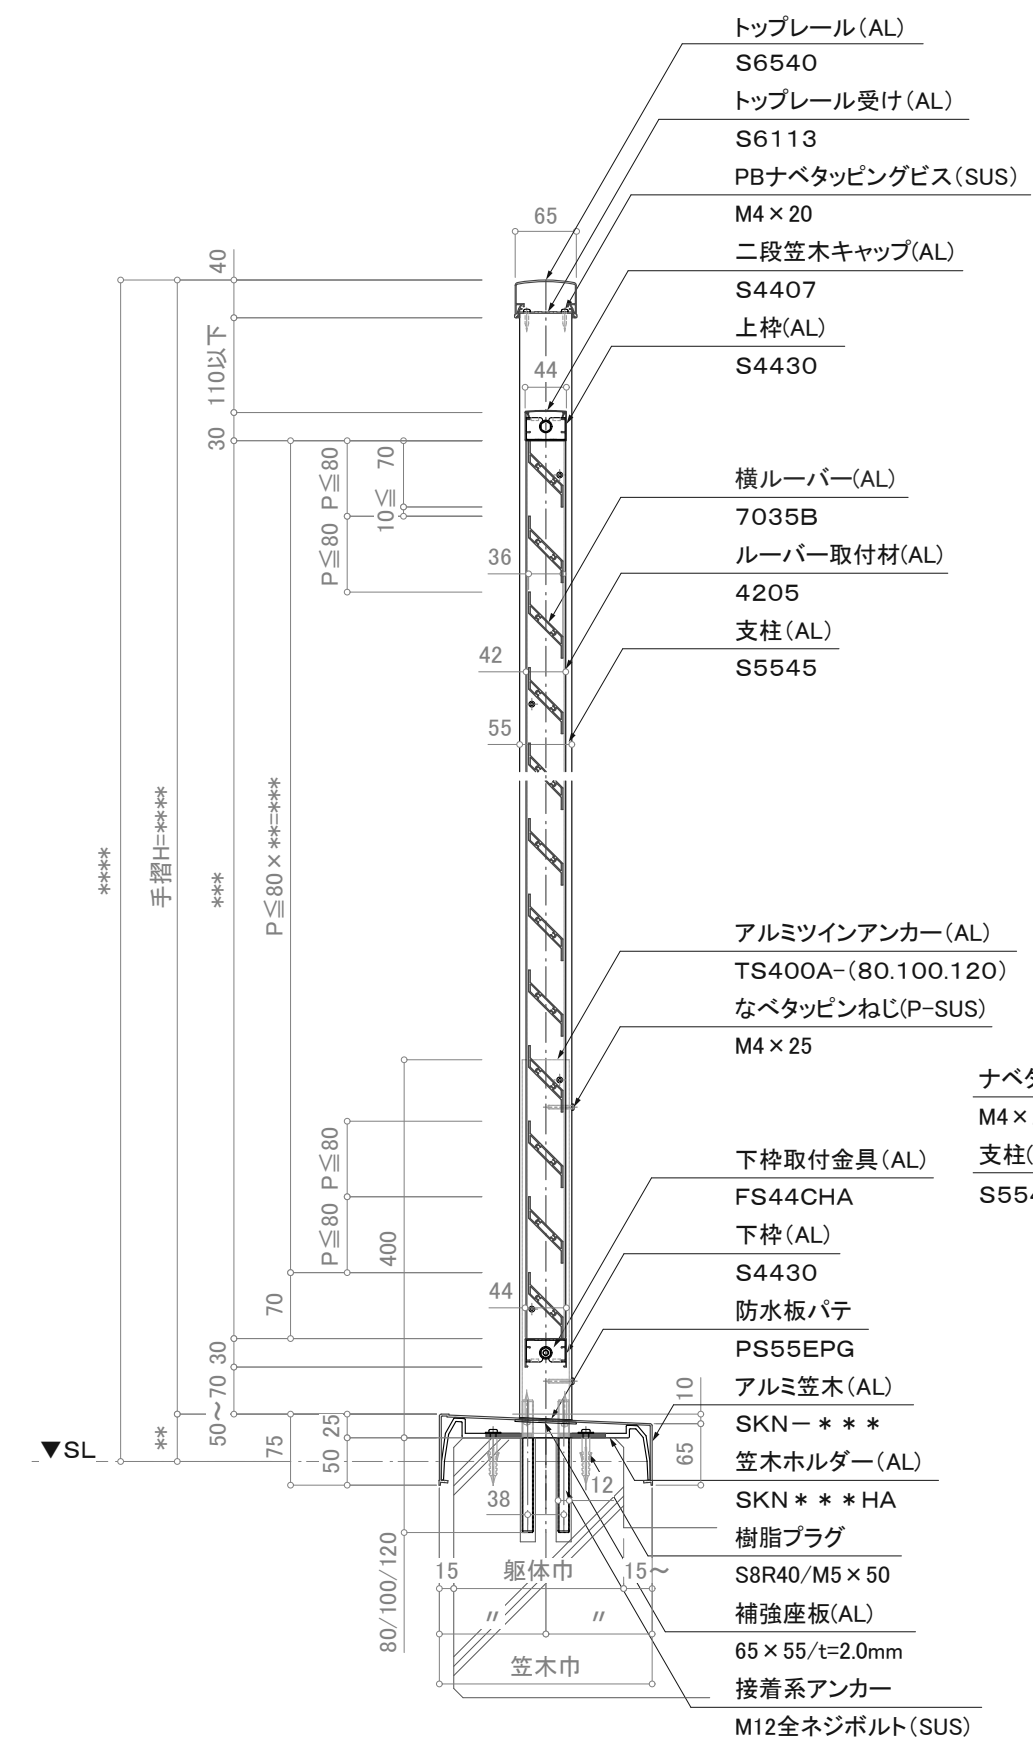 トップレール(AL)
S6540
トップレール受け(AL)
S6113
PBナベタッピングビス(SUS)
M4×20
二段笠木キャップ(AL)
S4407
上枠(AL)
S4430
横ルーバー(AL)
7035B
ルーバー取付材(AL)
4205
支柱(AL)
S5545
アルミツインアンカー(AL)
TS400A-(80.100.120)
なベタッピンねじ(P-SUS)
M4×25
ナベタ
M4×
支柱(
S554
下枠取付金具(AL)
FS44CHA
下枠(AL)
S4430
防水板パテ
PS55EPG
アルミ笠木(AL)
SKN-***
笠木ホルダー(AL)
SKN***HA
樹脂プラグ
S8R40/M5×50
補強座板(AL)
65×55/t=2.0mm
接着系アンカー
M12全ネジボルト(SUS)
65
40
110以下
30
44
P≦80
P≦80
10≦
70
36
42
55
****
手摺H=****
***
P≦80×**=***
P≦80
P≦80
400
70
44
30
50~70
**
75
25
50
10
65
▼SL
38
12
80/100/120
15
躯体巾
15~
〃
〃
笠木巾